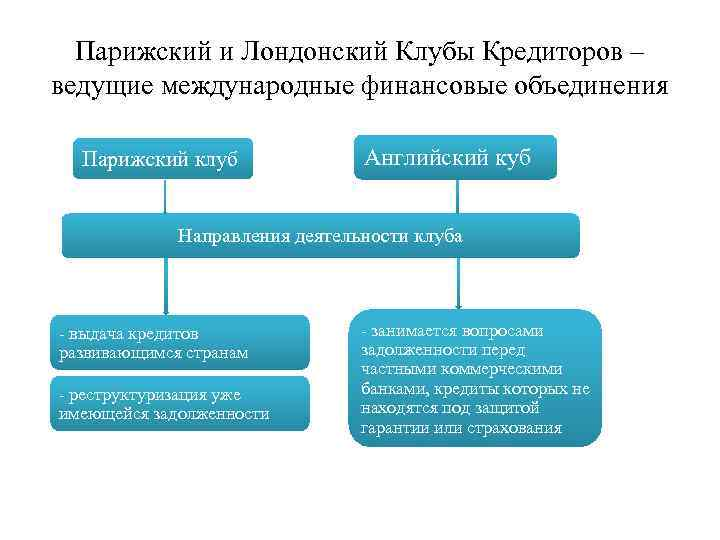 Парижский и Лондонский Клубы Кредиторов –
ведущие международные финансовые объединения
Парижский клуб
Английский куб
Направления деятельности клуба
- выдача кредитов
развивающимся странам
- реструктуризация уже
имеющейся задолженности
- занимается вопросами
задолженности перед
частными коммерческими
банками, кредиты которых не
находятся под защитой
гарантии или страхования